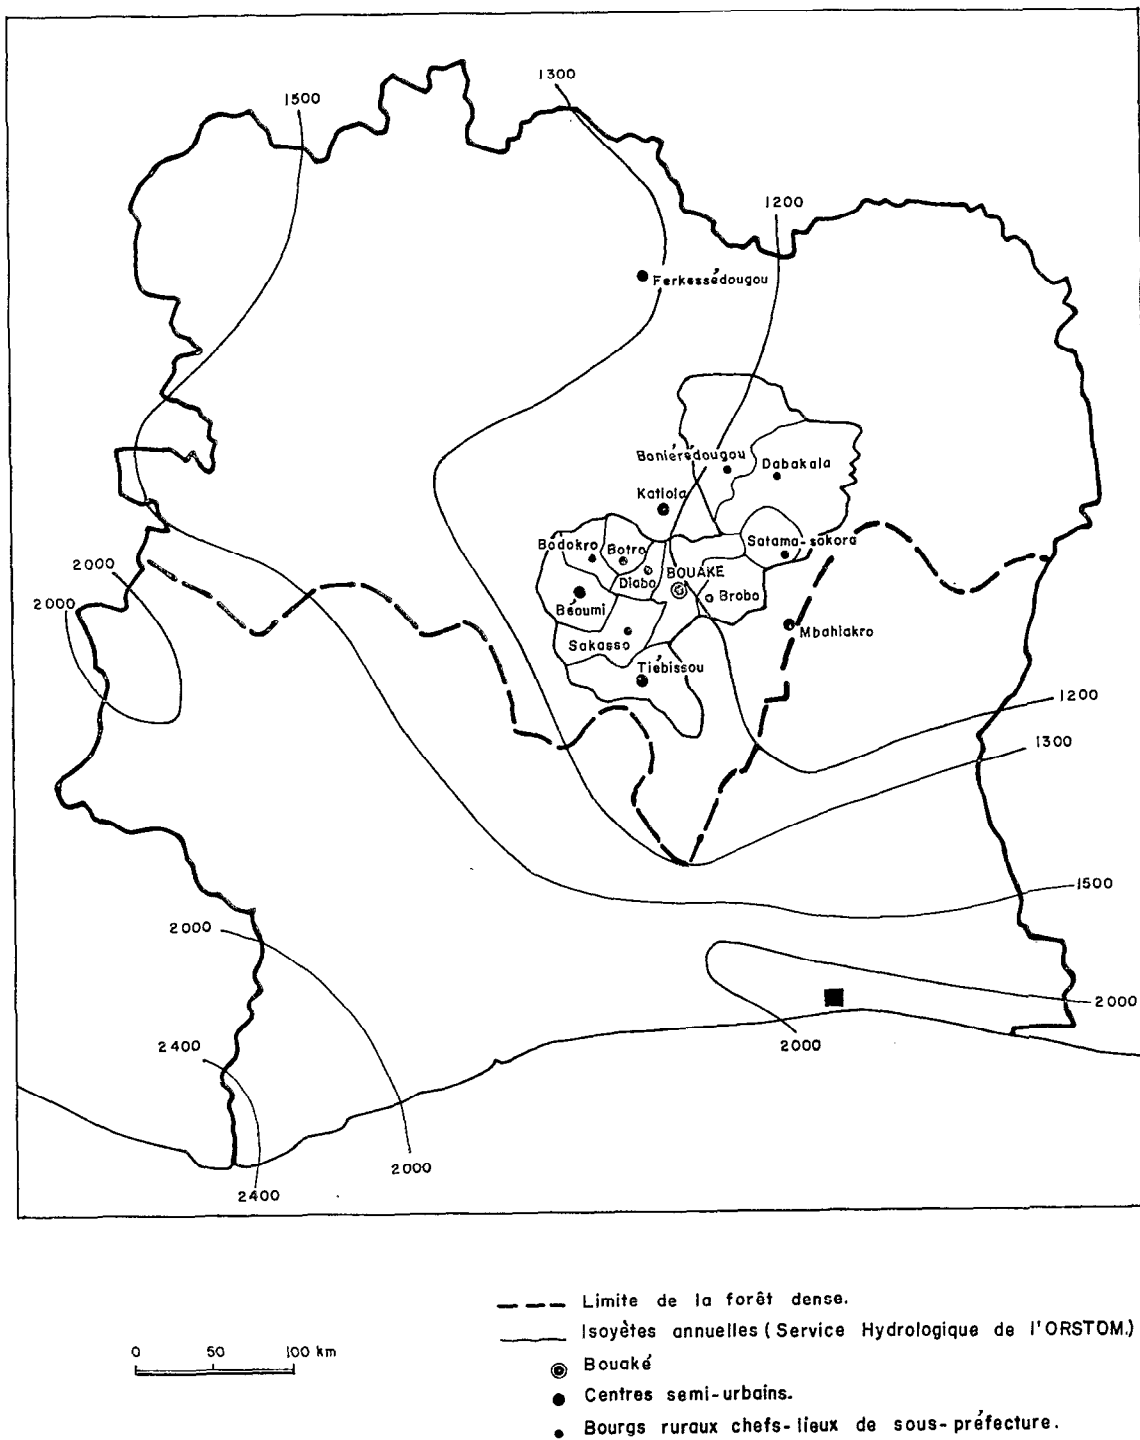 1300
1500
1200
Ferkessédougou
Boniérédougou
Dabakala
Katiola
Bodokro
Botro
Satama-sokora
Diabo
BOUAKE
2000
2000
Béoumi
Brobo
Mbahiakro
Sakasso
Tiébissou
1200
1300
1500
2000
2000
2000
2400
2000
2400
Limite de la forêt dense.
Isoyètes annuelles (Service Hydrologique de l'ORSTOM.)
0 50 100 km
Bouaké
Centres semi-urbains.
Bourgs ruraux chefs-lieux de sous-préfecture.